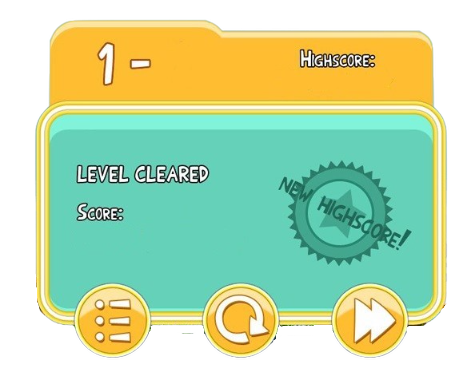 1 -
HIGHSCORE:
LEVEL CLEARED
SCORE:
NEW HIGHSCORE!